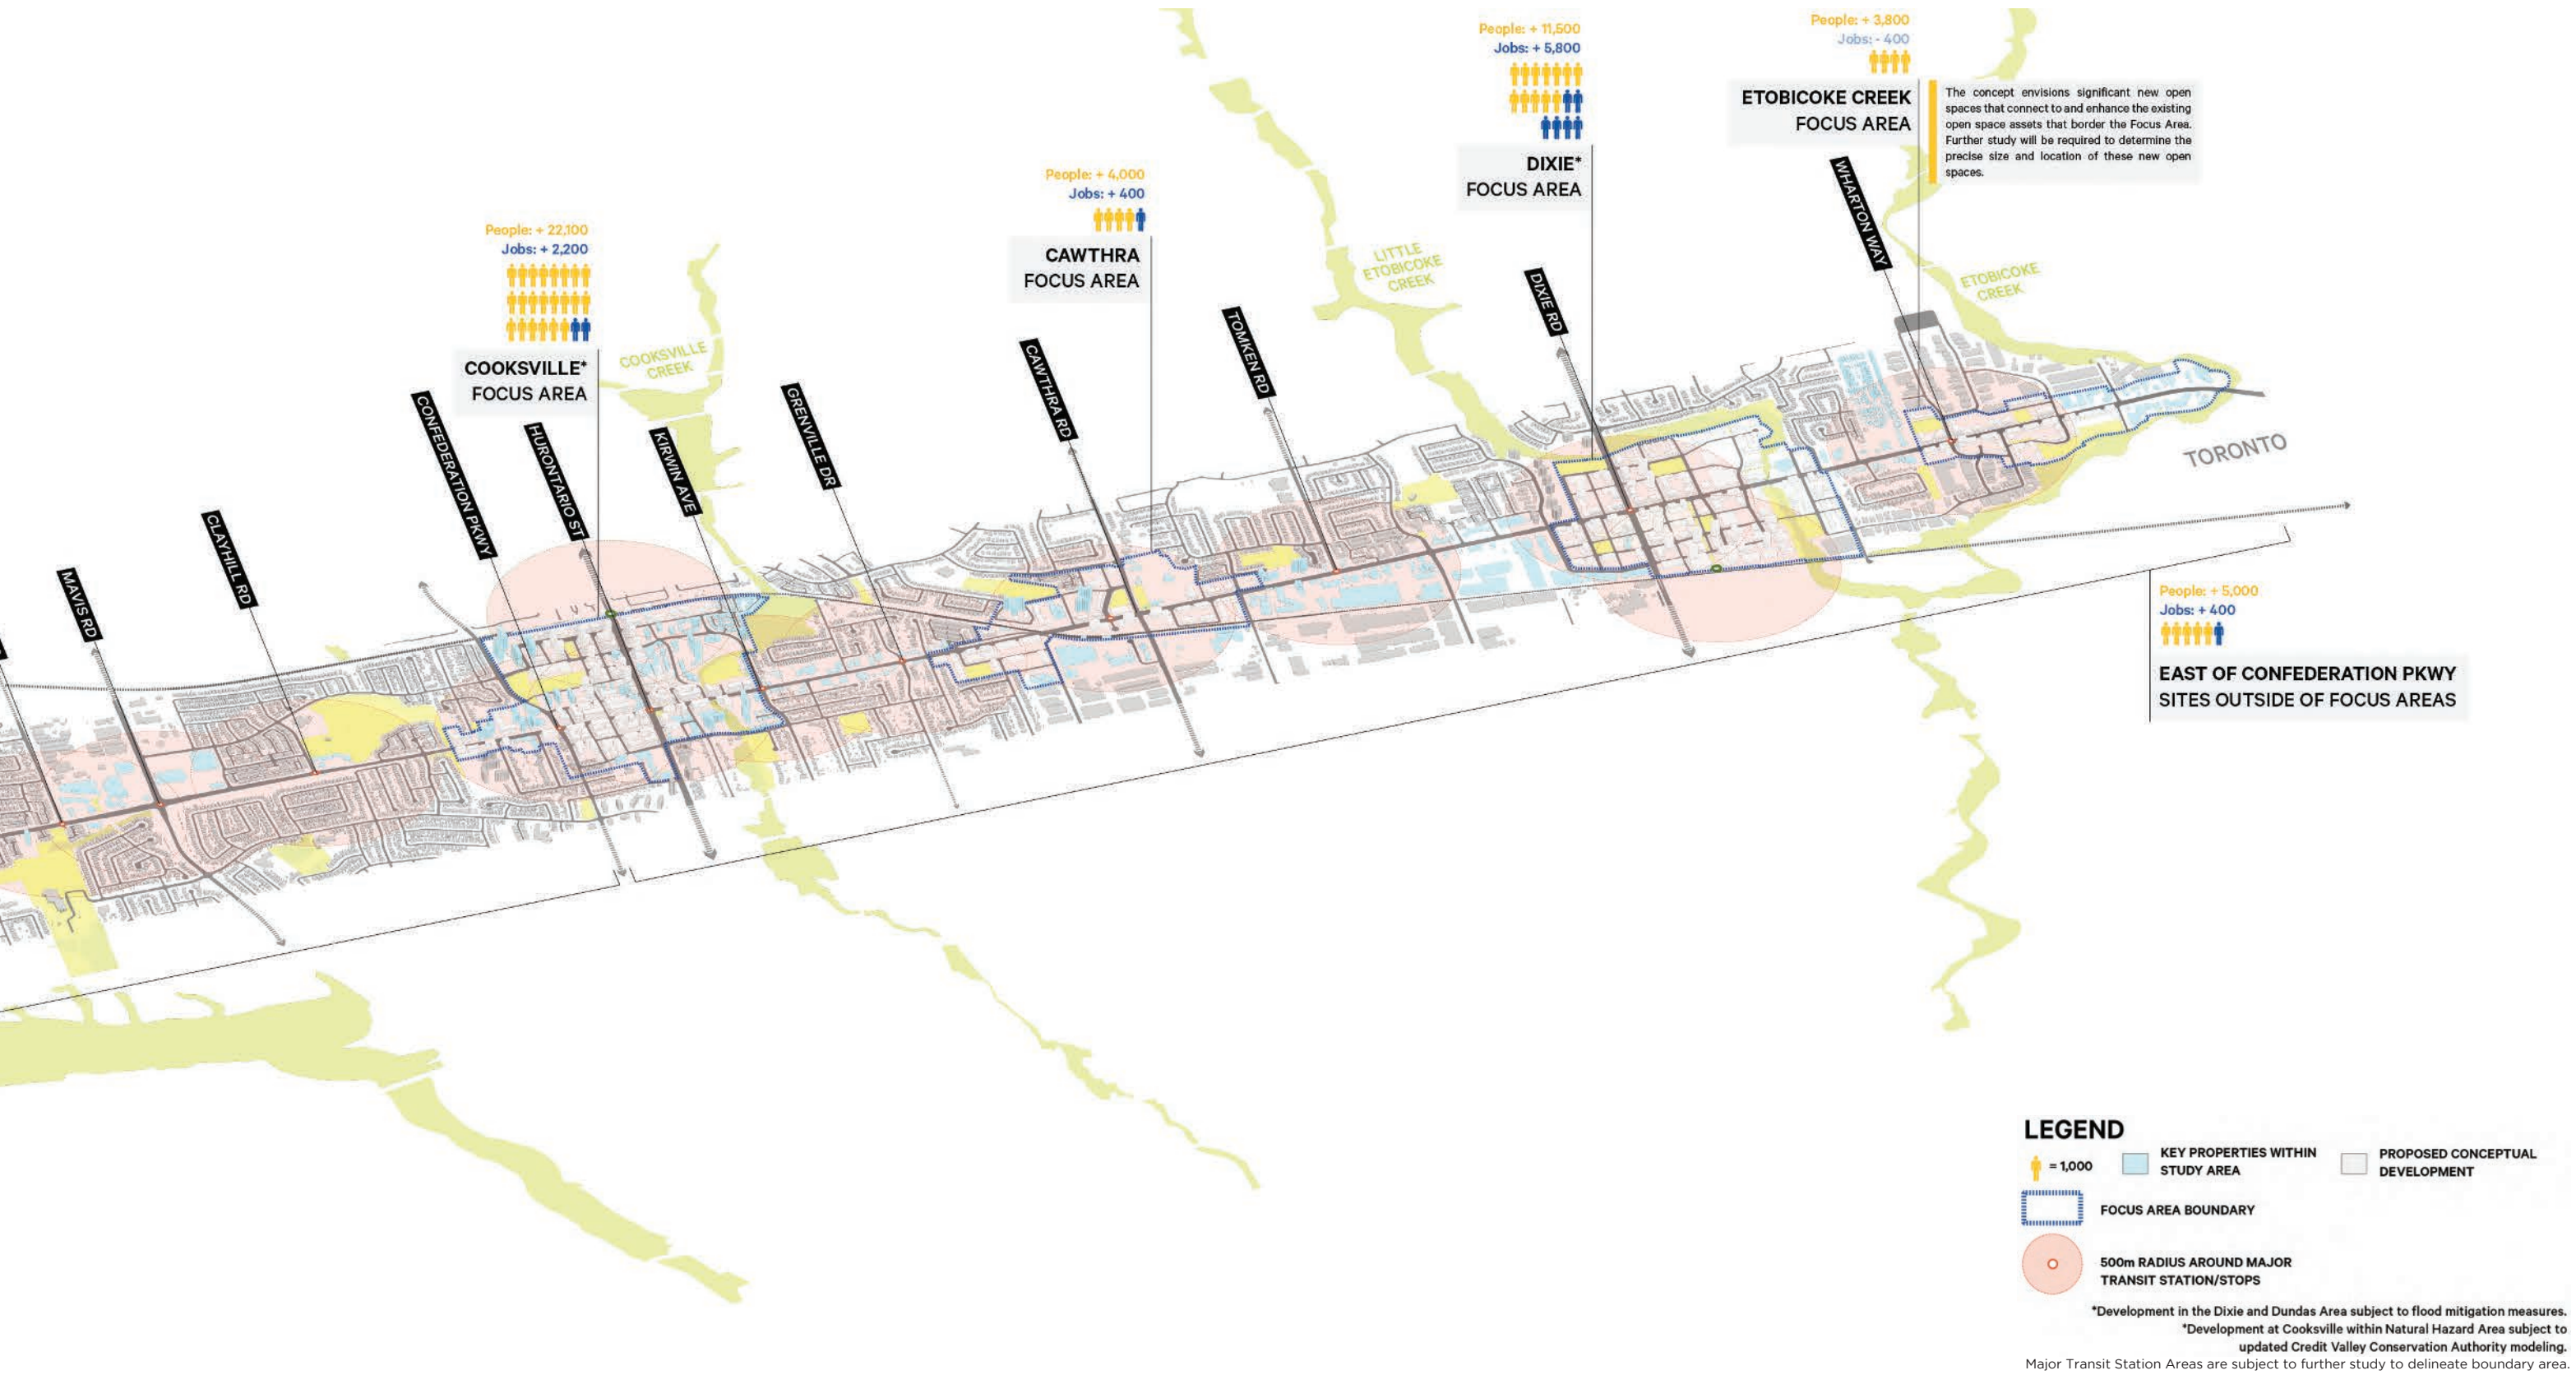 People: + 3,800
Jobs: - 400
ETOBICOKE CREEK
FOCUS AREA
The concept envisions significant new open
spaces that connect to and enhance the existing
open space assets that border the Focus Area.
Further study will be required to determine the
precise size and location of these new open
spaces.
People: + 11,500
Jobs: + 5,800
DIXIE*
FOCUS AREA
People: + 4,000
Jobs: + 400
CAWTHRA
FOCUS AREA
People: + 22,100
Jobs: + 2,200
COOKSVILLE*
FOCUS AREA
COOKSVILLE
CREEK
LITTLE
ETOBICOKE
CREEK
ETOBICOKE
CREEK
MAVIS RD
CLAYHILL RD
CONFEDERATION PKWY
HURONTARIO ST
KIRWIN AVE
GRENVILLE DR
CAWTHRA RD
TOMKEN RD
DIXIE RD
WHARTON WAY
TORONTO
People: + 5,000
Jobs: + 400
EAST OF CONFEDERATION PKWY
SITES OUTSIDE OF FOCUS AREAS
LEGEND
= 1,000
KEY PROPERTIES WITHIN
STUDY AREA
PROPOSED CONCEPTUAL
DEVELOPMENT
FOCUS AREA BOUNDARY
500m RADIUS AROUND MAJOR
TRANSIT STATION/STOPS
*Development in the Dixie and Dundas Area subject to flood mitigation measures.
*Development at Cooksville within Natural Hazard Area subject to
updated Credit Valley Conservation Authority modeling.
Major Transit Station Areas are subject to further study to delineate boundary area.